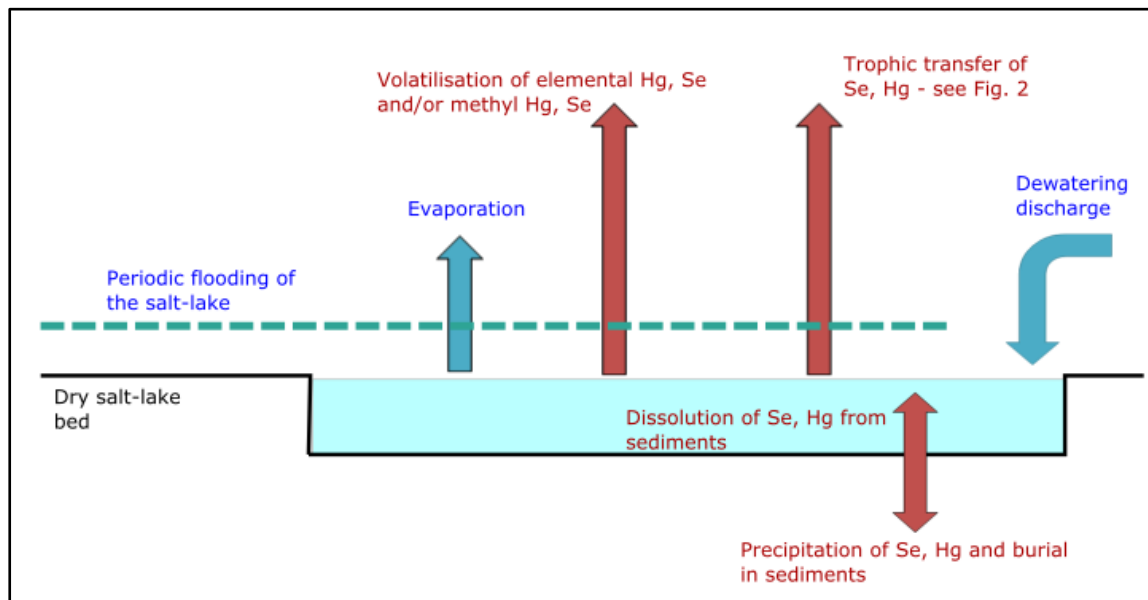 Volatilisation of elemental Hg, Se
and/or methyl Hg, Se
Trophic transfer of
Se, Hg - see Fig. 2
Evaporation
Dewatering
discharge
Periodic flooding of
the salt-lake
Dry salt-lake
bed
Dissolution of Se, Hg from
sediments
Precipitation of Se, Hg and burial
in sediments